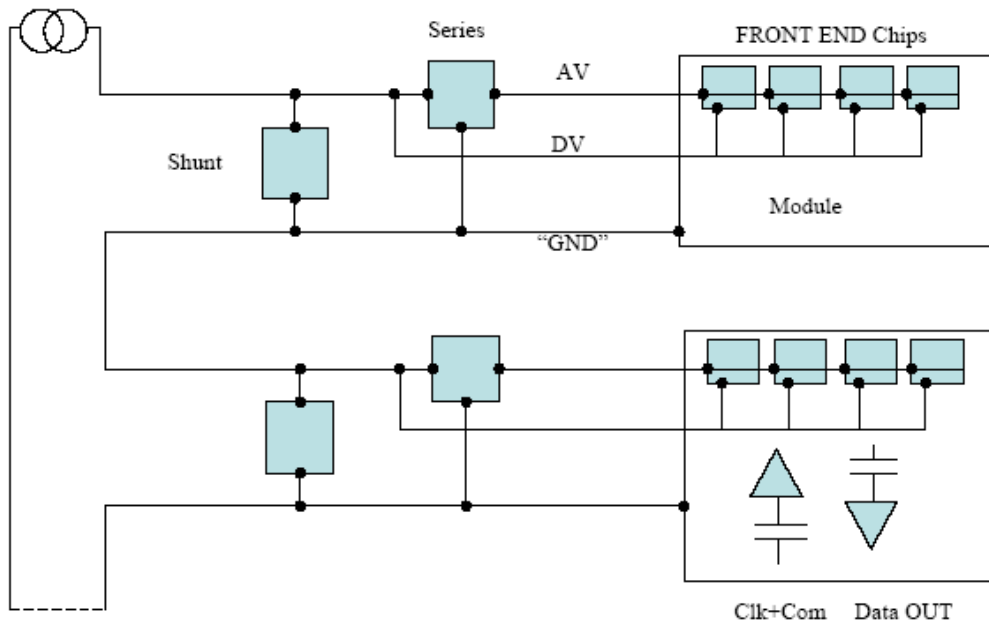 Series
FRONT END Chips
AV
DV
Shunt
Module
“GND”
Clk+Com
Data OUT